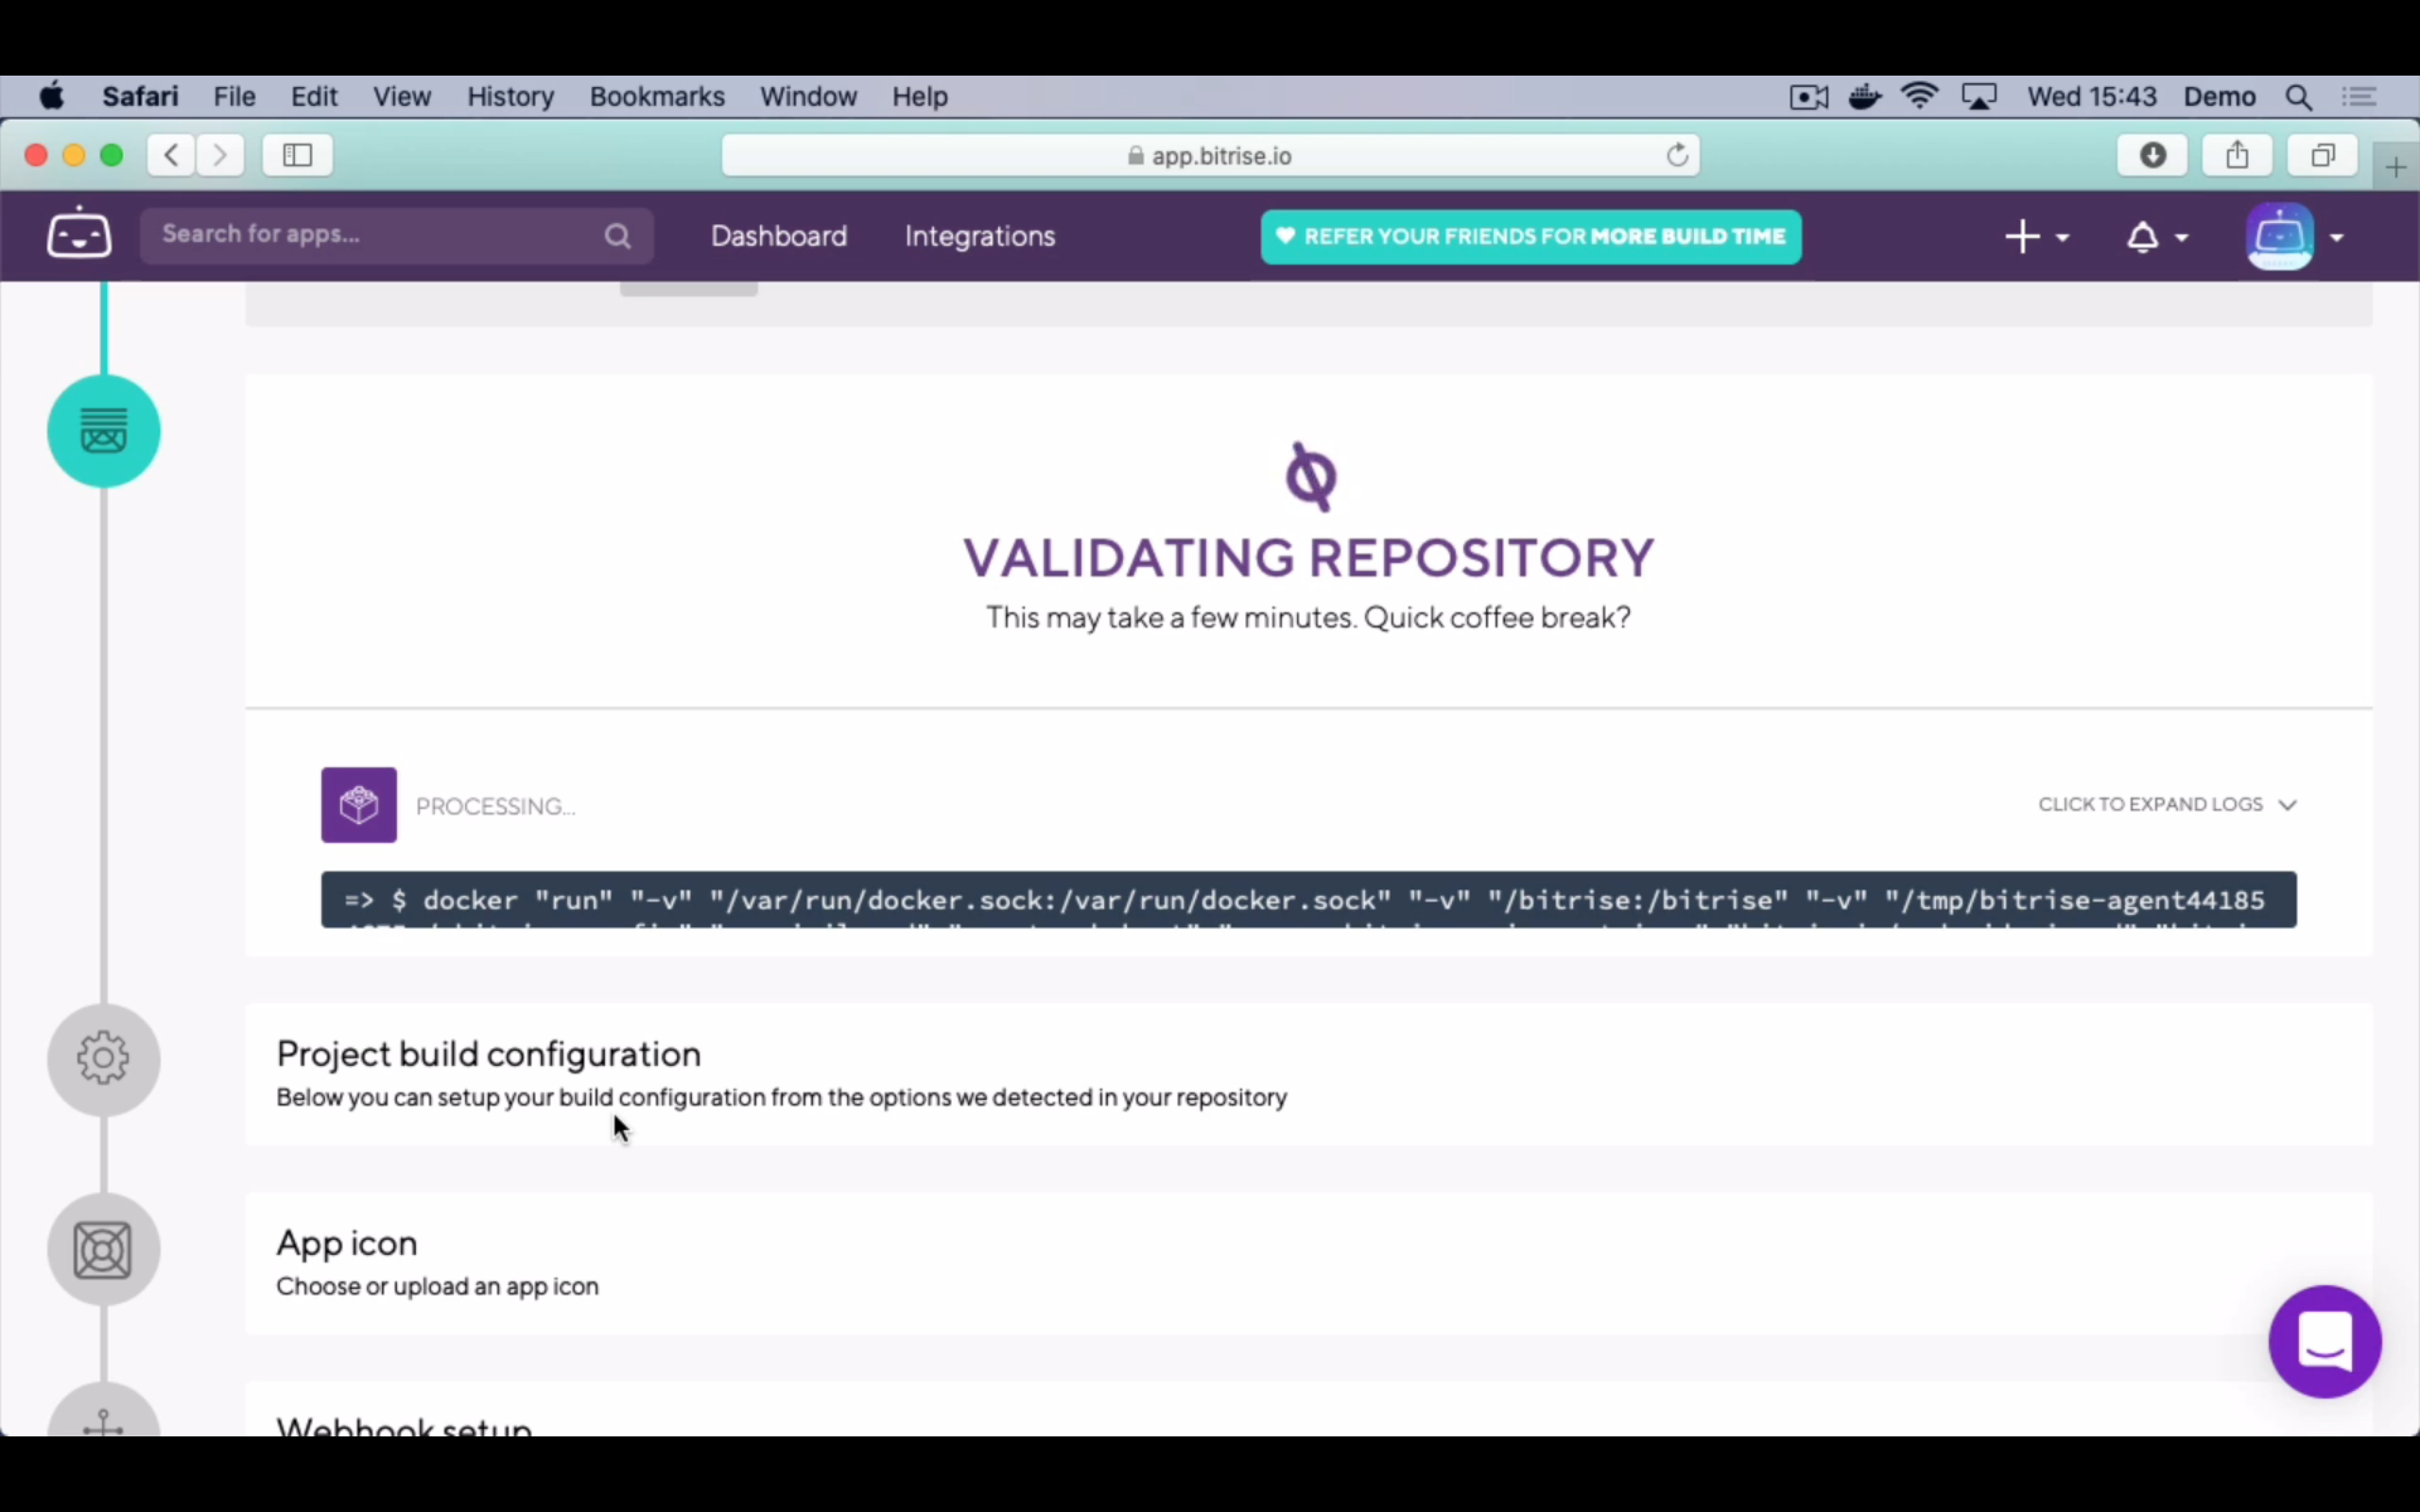 Safari File Edit View History Bookmarks Window Help Wed 15:43 Demo
app.bitrise.io
Search for apps... Dashboard Integrations REFER YOUR FRIENDS FOR MORE BUILD TIME
VALIDATING REPOSITORY
This may take a few minutes. Quick coffee break?
PROCESSING... CLICK TO EXPAND LOGS
=> $ docker "run" "-v" "/var/run/docker.sock:/var/run/docker.sock" "-v" "/bitrise:/bitrise" "-v" "/tmp/bitrise-agent44185
Project build configuration
Below you can setup your build configuration from the options we detected in your repository
App icon
Choose or upload an app icon
Webhook setup